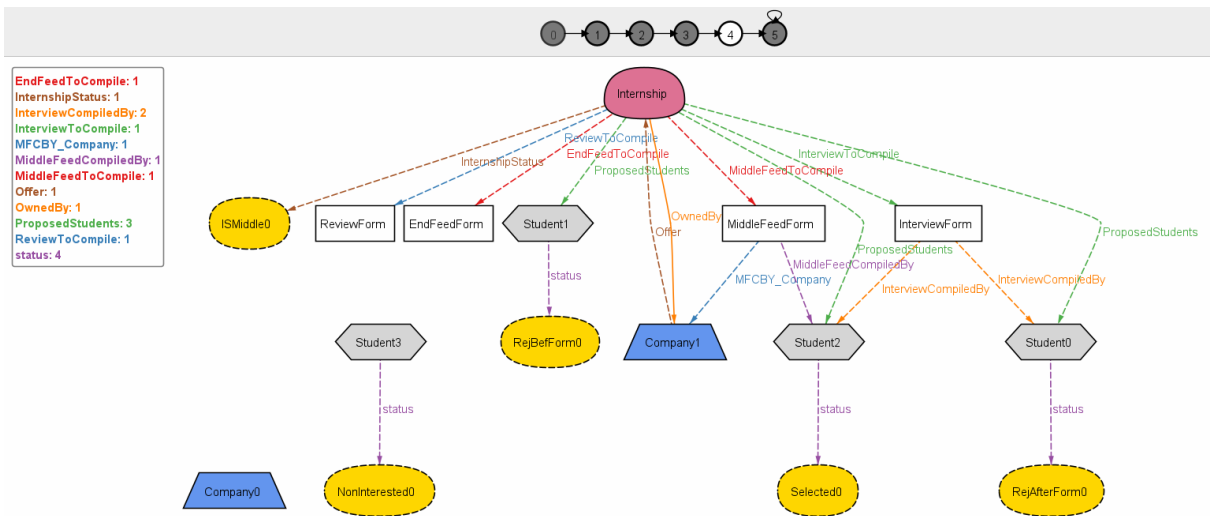 0 1 2 3 4 5
EndFeedToCompile: 1
InternshipStatus: 1
InterviewCompiledBy: 2
InterviewToCompile: 1
MFCBY_Company: 1
MiddleFeedCompiledBy: 1
MiddleFeedToCompile: 1
Offer: 1
OwnedBy: 1
ProposedStudents: 3
ReviewToCompile: 1
status: 4
Internship
ReviewToCompile
EndFeedToCompile
InternshipStatus
ProposedStudents
MiddleFeedToCompile
InterviewToCompile
ISMiddle0
ReviewForm
EndFeedForm
Student1
OwnedBy
Offer
MiddleFeedForm
InterviewForm
ProposedStudents
ProposedStudents
MiddleFeedCompiledBy
status
MFCBY_Company
InterviewCompiledBy
InterviewCompiledBy
Student3
RejBefForm0
Company1
Student2
Student0
status
status
status
Company0
NonInterested0
Selected0
RejAfterForm0